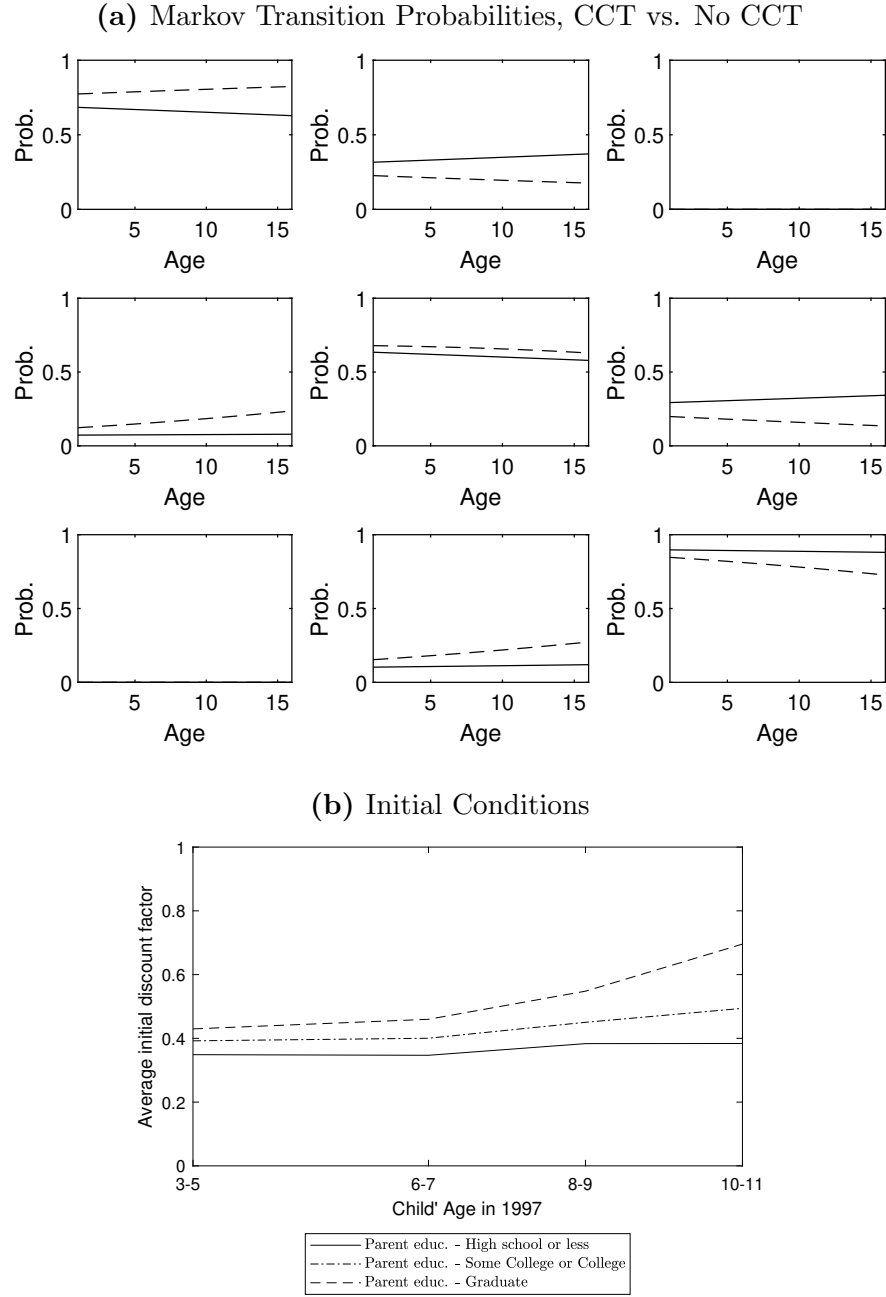 (a) Markov Transition Probabilities, CCT vs. No CCT
1
0.5
0
Prob.
5 10 15
Age
1
0.5
0
Prob.
5 10 15
Age
1
0.5
0
Prob.
5 10 15
Age
1
0.5
0
Prob.
5 10 15
Age
1
0.5
0
Prob.
5 10 15
Age
1
0.5
0
Prob.
5 10 15
Age
1
0.5
0
Prob.
5 10 15
Age
1
0.5
0
Prob.
5 10 15
Age
1
0.5
0
Prob.
5 10 15
Age
(b) Initial Conditions
1
0.8
0.6
0.4
0.2
0
Average initial discount factor
3-5 6-7 8-9 10-11
Child' Age in 1997
Parent educ. - High school or less
Parent educ. - Some College or College
Parent educ. - Graduate